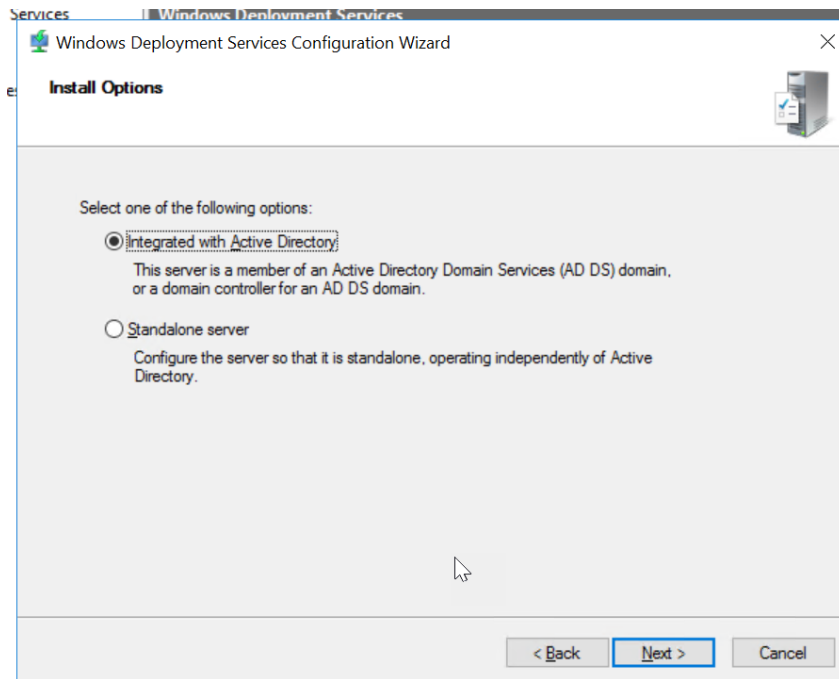 Services
Windows Deployment Services
Windows Deployment Services Configuration Wizard
es
Install Options
Select one of the following options:
Integrated with Active Directory
This server is a member of an Active Directory Domain Services (AD DS) domain,
or a domain controller for an AD DS domain.
Standalone server
Configure the server so that it is standalone, operating independently of Active
Directory.
< Back
Next >
Cancel